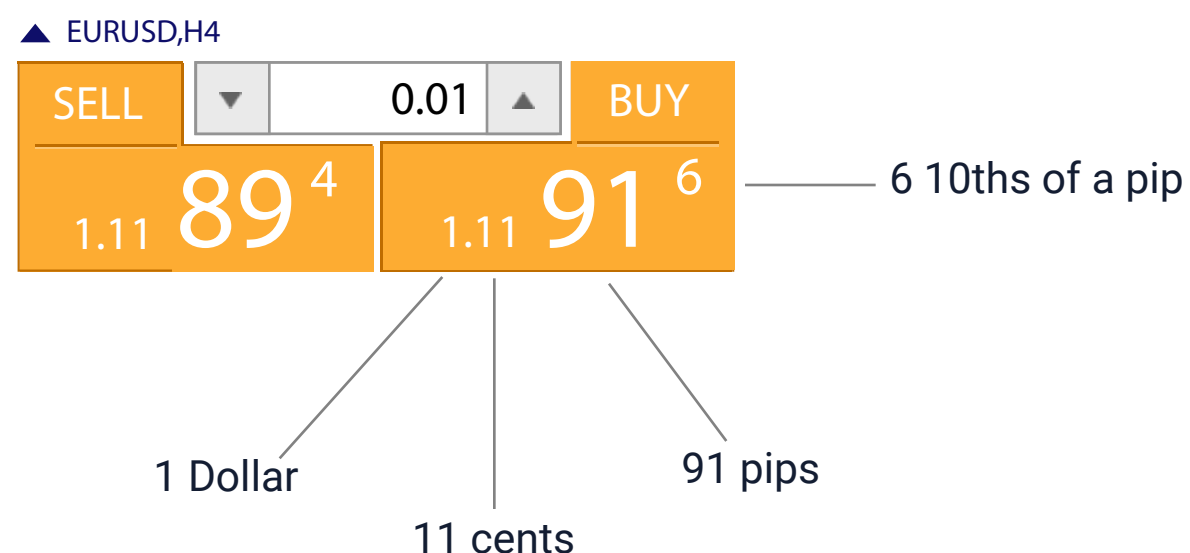 EURUSD,H4
SELL 0.01 BUY
1.11 89 4 1.11 91 6 6 10ths of a pip
1 Dollar 91 pips
11 cents